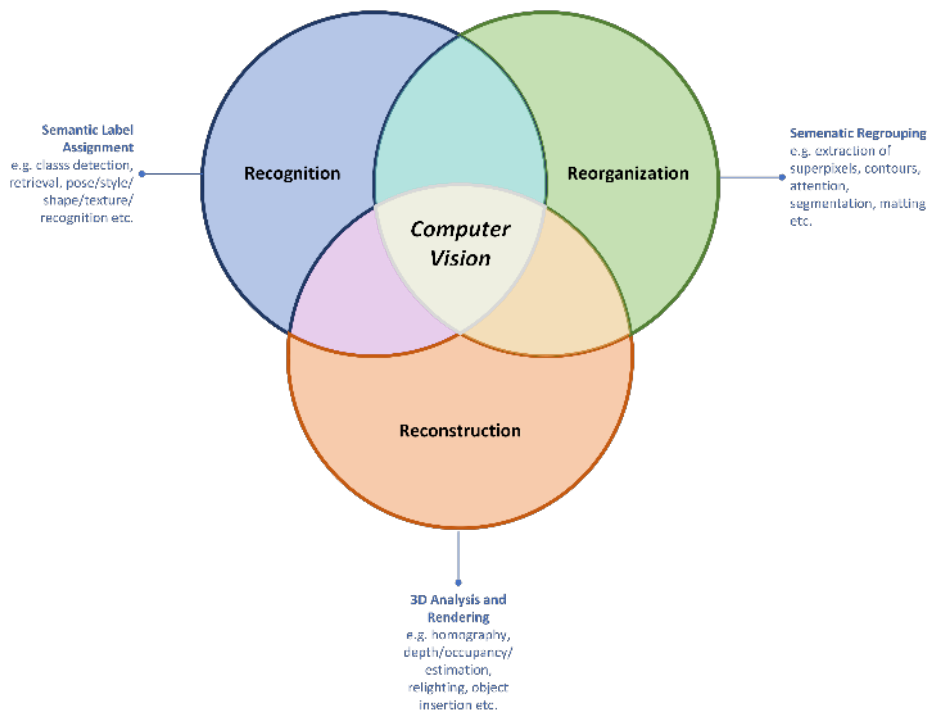 Semantic Label
Assignment
e.g. classs detection,
retrieval, pose/style/
shape/texture/
recognition etc.
Recognition
Reorganization
Computer
Vision
Reconstruction
Semenatic Regrouping
e.g. extraction of
superpixels, contours,
attention,
segmentation, matting
etc.
3D Analysis and
Rendering
e.g. homography,
depth/occupancy/
estimation,
relighting, object
insertion etc.